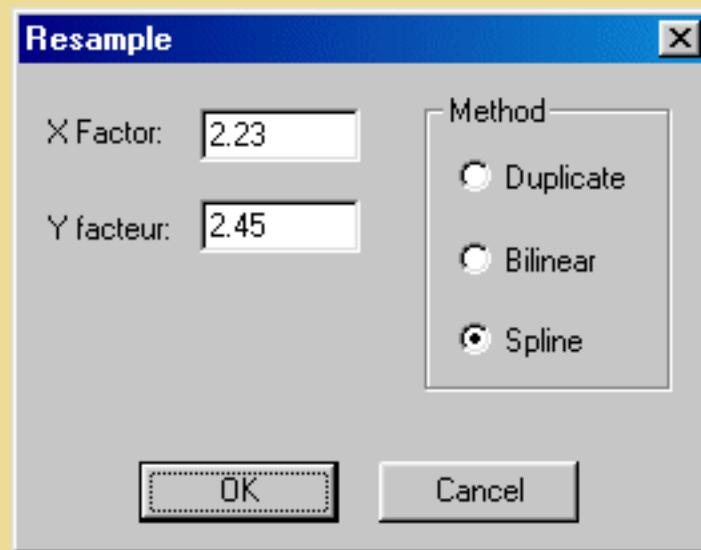 Resample
X Factor:
2.23
Y facteur:
2.45
Method
Duplicate
Bilinear
Spline
OK
Cancel